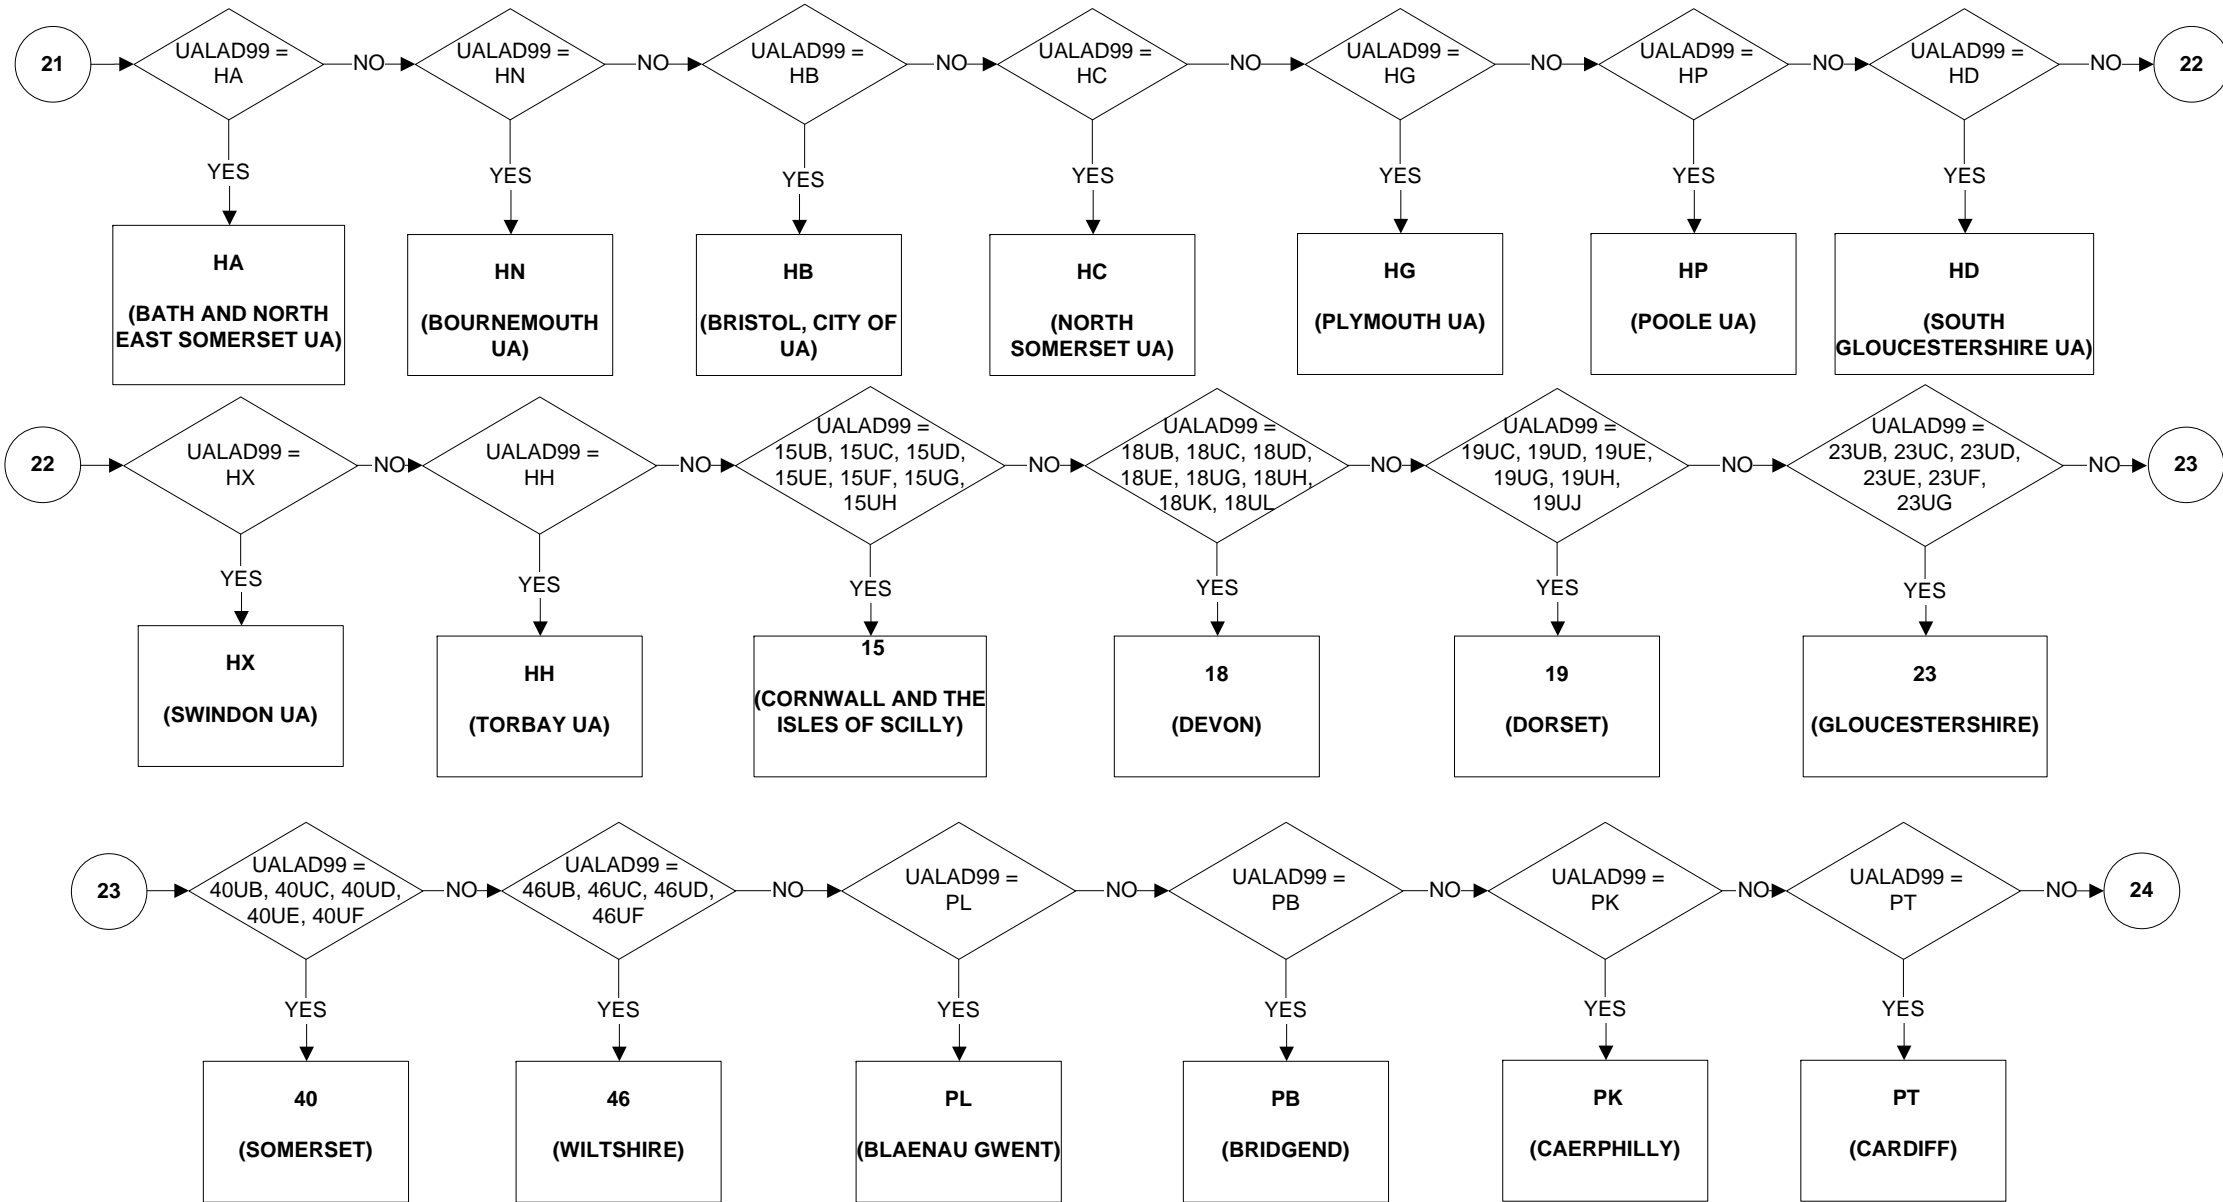 21
UALAD99 =
HA
NO
UALAD99 =
HN
NO
UALAD99 =
HB
NO
UALAD99 =
HC
NO
UALAD99 =
HG
NO
UALAD99 =
HP
NO
UALAD99 =
HD
NO
22
YES
YES
YES
YES
YES
YES
YES
HA
(BATH AND NORTH
EAST SOMERSET UA)
HN
(BOURNEMOUTH
UA)
HB
(BRISTOL, CITY OF
UA)
HC
(NORTH
SOMERSET UA)
HG
(PLYMOUTH UA)
HP
(POOLE UA)
HD
(SOUTH
GLOUCESTERSHIRE UA)
22
UALAD99 =
HX
NO
UALAD99 =
HH
NO
UALAD99 =
15UB, 15UC, 15UD,
15UE, 15UF, 15UG,
15UH
NO
UALAD99 =
18UB, 18UC, 18UD,
18UE, 18UG, 18UH,
18UK, 18UL
NO
UALAD99 =
19UC, 19UD, 19UE,
19UG, 19UH,
19UJ
NO
UALAD99 =
23UB, 23UC, 23UD,
23UE, 23UF,
23UG
NO
23
YES
YES
YES
YES
YES
YES
HX
(SWINDON UA)
HH
(TORBAY UA)
15
(CORNWALL AND THE
ISLES OF SCILLY)
18
(DEVON)
19
(DORSET)
23
(GLOUCESTERSHIRE)
23
UALAD99 =
40UB, 40UC, 40UD,
40UE, 40UF
NO
UALAD99 =
46UB, 46UC, 46UD,
46UF
NO
UALAD99 =
PL
NO
UALAD99 =
PB
NO
UALAD99 =
PK
NO
UALAD99 =
PT
NO
24
YES
YES
YES
YES
YES
YES
40
(SOMERSET)
46
(WILTSHIRE)
PL
(BLAENAU GWENT)
PB
(BRIDGEND)
PK
(CAERPHILLY)
PT
(CARDIFF)